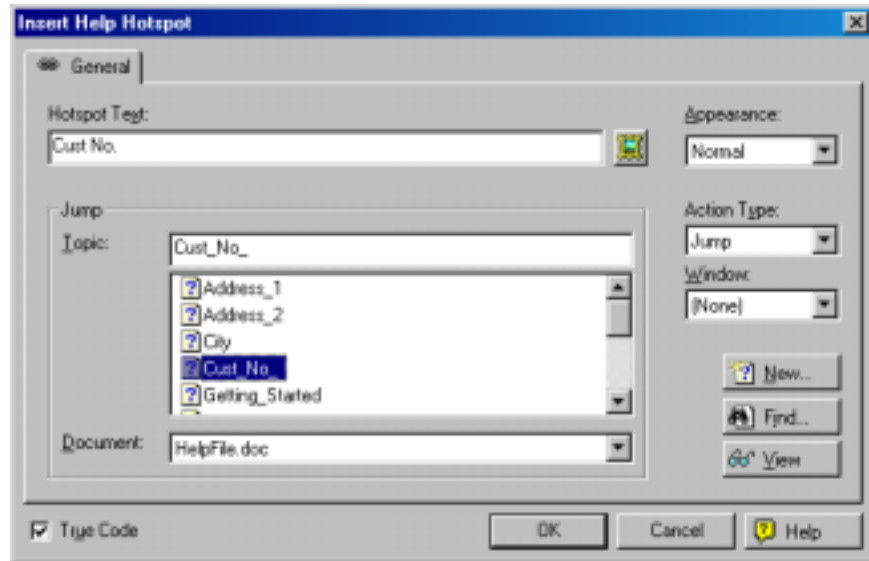 Insert Help Hotspot
General
Hotspot Text:
Cust No.
Appearance:
Normal
Jump
Topic:
Cust_No_
Action Type:
Jump
Address_1
Address_2
City
Cust_No_
Getting_Started
Window:
(None)
New...
Find...
View
Document:
HelpFile.doc
True Code
OK
Cancel
Help